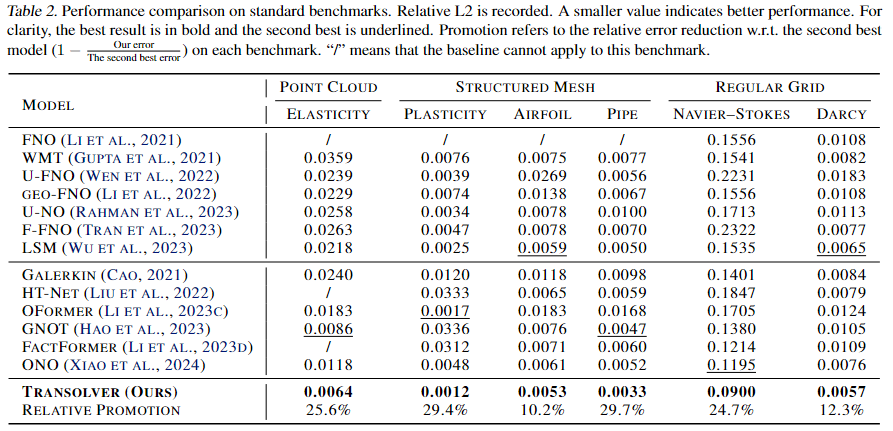 Table 2. Performance comparison on standard benchmarks. Relative L2 is recorded. A smaller value indicates better performance. For
clarity, the best result is in bold and the second best is underlined. Promotion refers to the relative error reduction w.r.t. the second best
model (1 − Our error / The second best error) on each benchmark. “/” means that the baseline cannot apply to this benchmark.
MODEL POINT CLOUD STRUCTURED MESH REGULAR GRID
ELASTICITY PLASTICITY AIRFOIL PIPE NAVIER–STOKES DARCY
FNO (LI ET AL., 2021) / / / / 0.1556 0.0108
WMT (GUPTA ET AL., 2021) 0.0359 0.0076 0.0075 0.0077 0.1541 0.0082
U-FNO (WEN ET AL., 2022) 0.0239 0.0039 0.0269 0.0056 0.2231 0.0183
GEO-FNO (LI ET AL., 2022) 0.0229 0.0074 0.0138 0.0067 0.1556 0.0108
U-NO (RAHMAN ET AL., 2023) 0.0258 0.0034 0.0078 0.0100 0.1713 0.0113
F-FNO (TRAN ET AL., 2023) 0.0263 0.0047 0.0078 0.0070 0.2322 0.0077
LSM (WU ET AL., 2023) 0.0218 0.0025 0.0059 0.0050 0.1535 0.0065
GALERKIN (CAO, 2021) 0.0240 0.0120 0.0118 0.0098 0.1401 0.0084
HT-NET (LIU ET AL., 2022) / 0.0333 0.0065 0.0059 0.1847 0.0079
OFORMER (LI ET AL., 2023C) 0.0183 0.0017 0.0183 0.0168 0.1705 0.0124
GNOT (HAO ET AL., 2023) 0.0086 0.0336 0.0076 0.0047 0.1380 0.0105
FACTFORMER (LI ET AL., 2023D) / 0.0312 0.0071 0.0060 0.1214 0.0109
ONO (XIAO ET AL., 2024) 0.0118 0.0048 0.0061 0.0052 0.1195 0.0076
TRANSOLVER (OURS) 0.0064 0.0012 0.0053 0.0033 0.0900 0.0057
RELATIVE PROMOTION 25.6% 29.4% 10.2% 29.7% 24.7% 12.3%